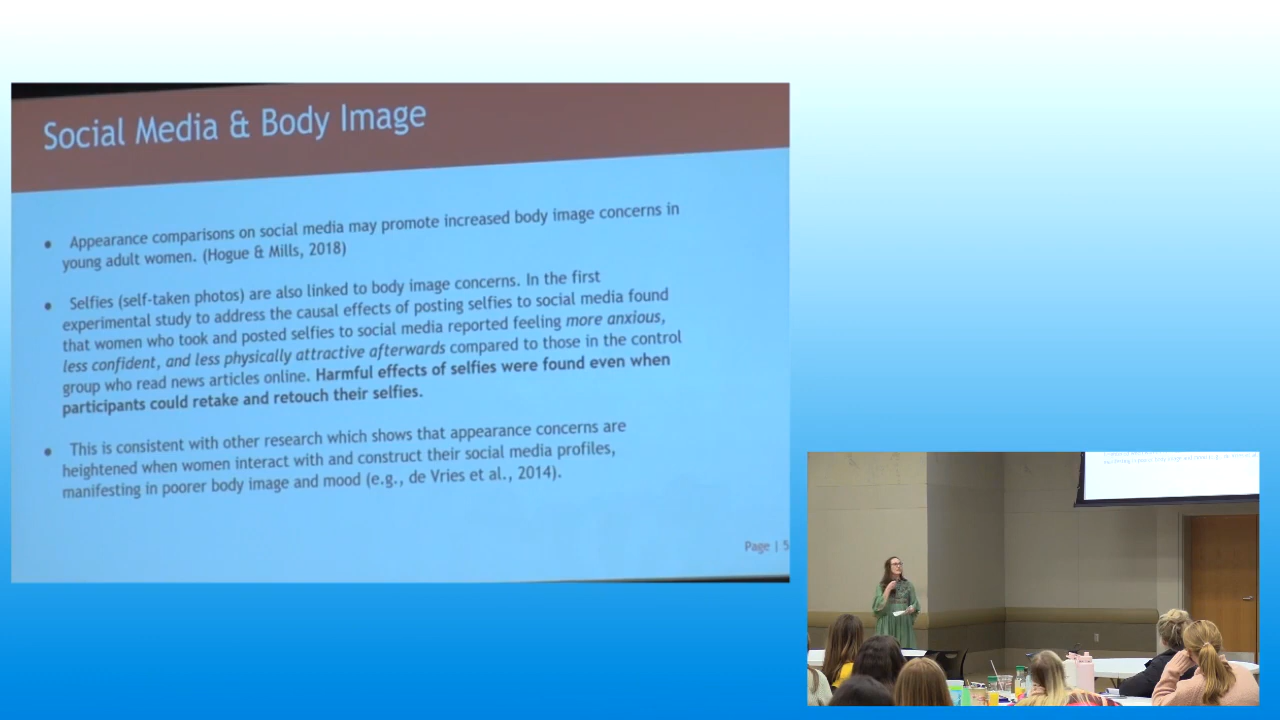 Social Media & Body Image
● Appearance comparisons on social media may promote increased body image concerns in
young adult women. (Hogue & Mills, 2018)
● Selfies (self-taken photos) are also linked to body image concerns. In the first
experimental study to address the causal effects of posting selfies to social media found
that women who took and posted selfies to social media reported feeling more anxious,
less confident, and less physically attractive afterwards compared to those in the control
group who read news articles online. Harmful effects of selfies were found even when
participants could retake and retouch their selfies.
● This is consistent with other research which shows that appearance concerns are
heightened when women interact with and construct their social media profiles,
manifesting in poorer body image and mood (e.g., de Vries et al., 2014).
Page | 5